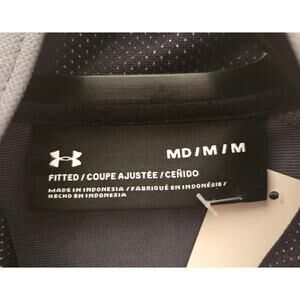 MD / M / M
FITTED / COUPE AJUSTÉE / CEÑIDO
MADE IN INDONESIA / FABRIQUÉ EN INDONÉSIE /
HECHO EN INDONESIA